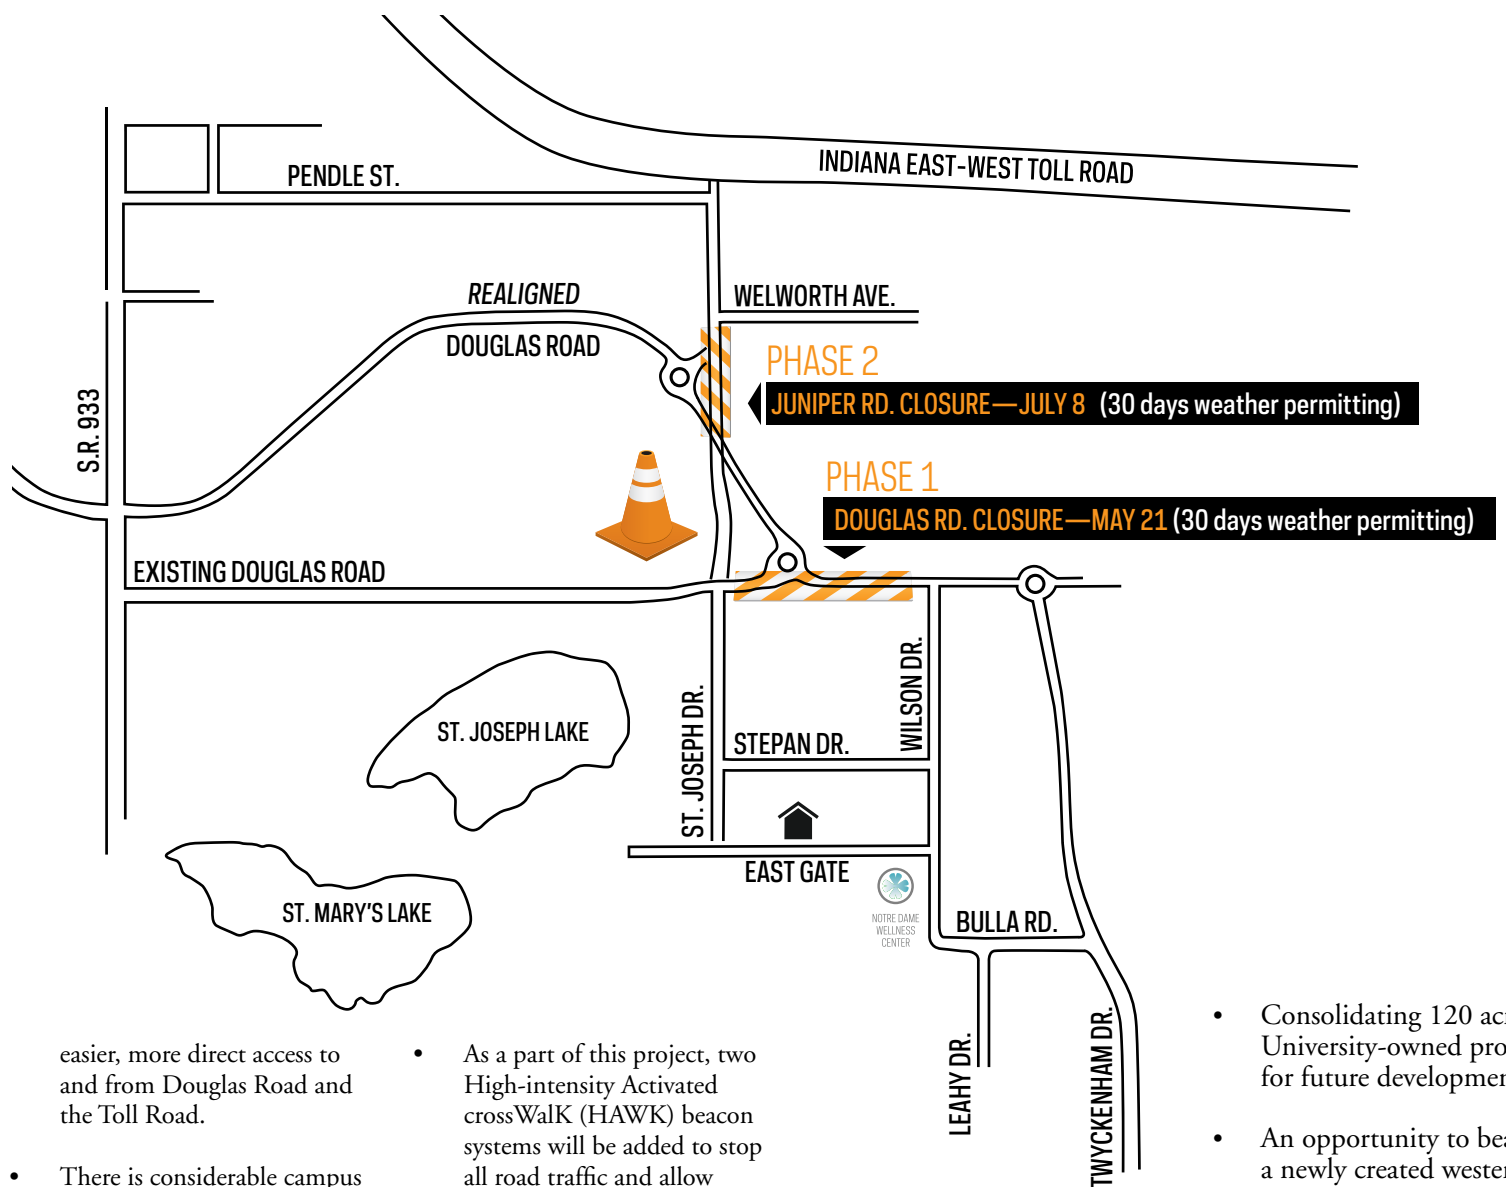 INDIANA EAST-WEST TOLL ROAD
PENDLE ST.
REALIGNED
DOUGLAS ROAD
WELWORTH AVE.
PHASE 2
JUNIPER RD. CLOSURE—JULY 8 (30 days weather permitting)
S.R. 933
PHASE 1
DOUGLAS RD. CLOSURE—MAY 21 (30 days weather permitting)
EXISTING DOUGLAS ROAD
WILSON DR.
ST. JOSEPH DR.
ST. JOSEPH LAKE
STEPAN DR.
EAST GATE
ST. MARY'S LAKE
NOTRE DAME
WELLNESS
CENTER
BULLA RD.
LEAHY DR.
TWYCKENHAM DR.
easier, more direct access to
and from Douglas Road and
the Toll Road.
• There is considerable campus
• As a part of this project, two
High-intensity Activated
crossWalK (HAWK) beacon
systems will be added to stop
all road traffic and allow
• Consolidating 120
University-owned
for future
• An opportunity to
a newly created